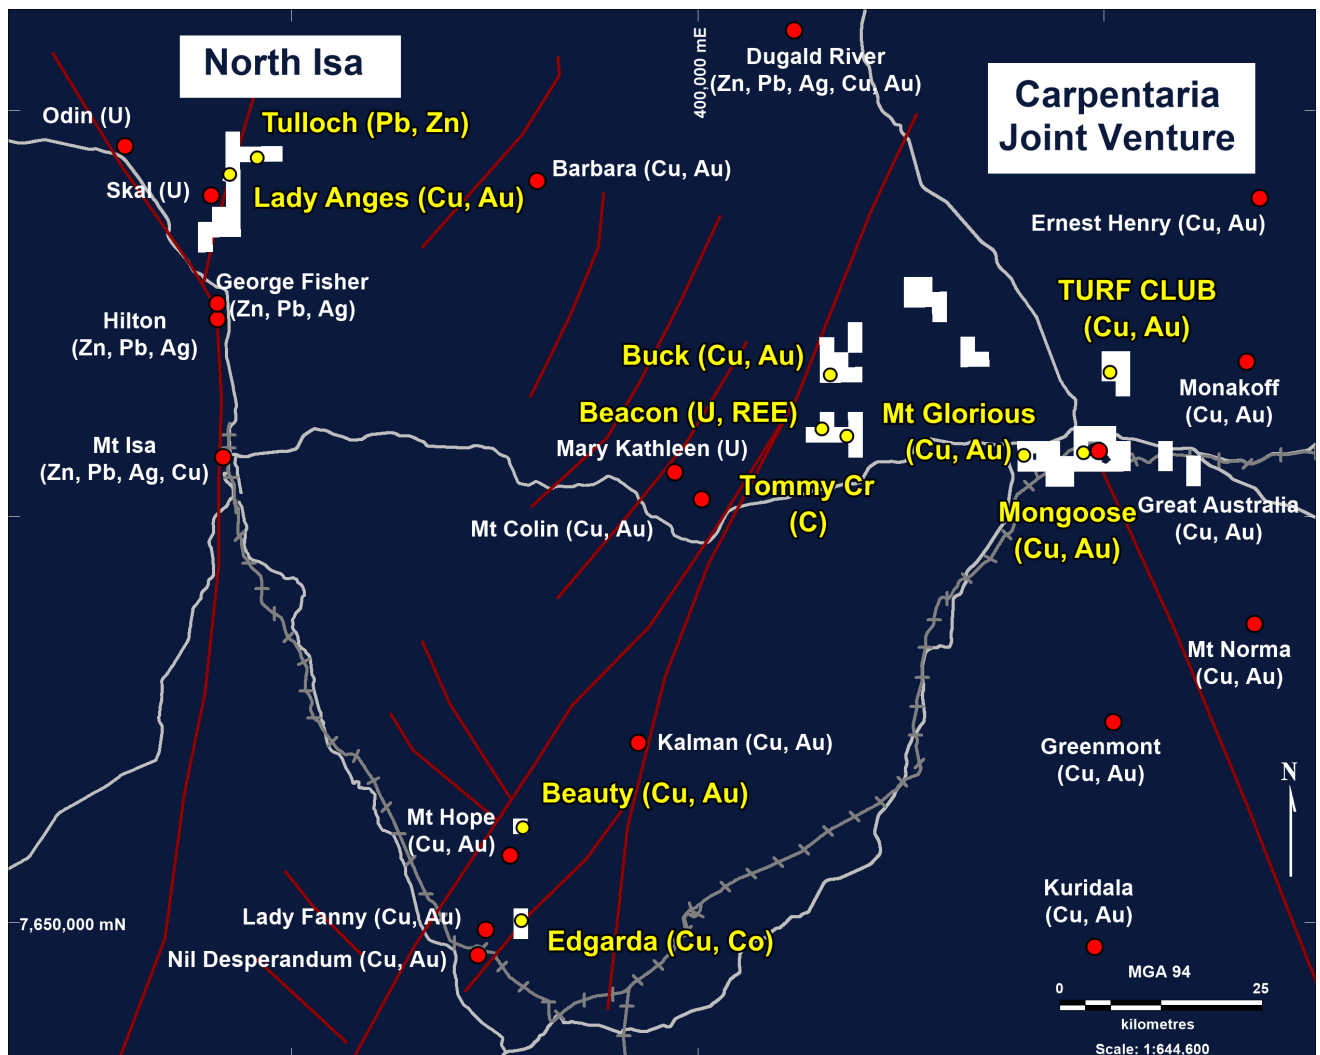 North Isa
400,000 mE
Dugald River
(Zn, Pb, Ag, Cu, Au)
Carpentaria
Joint Venture
Odin (U)
Tulloch (Pb, Zn)
Skal (U)
Lady Anges (Cu, Au)
Barbara (Cu, Au)
Ernest Henry (Cu, Au)
George Fisher
(Zn, Pb, Ag)
Hilton
(Zn, Pb, Ag)
TURF CLUB
(Cu, Au)
Buck (Cu, Au)
Monakoff
(Cu, Au)
Beacon (U, REE)
Mt Glorious
(Cu, Au)
Mary Kathleen (U)
Mt Isa
(Zn, Pb, Ag, Cu)
Tommy Cr
(C)
Mt Colin (Cu, Au)
Mongoose
(Cu, Au)
Great Australia
(Cu, Au)
Mt Norma
(Cu, Au)
Kalman (Cu, Au)
Greenmont
(Cu, Au)
Beauty (Cu, Au)
Mt Hope
(Cu, Au)
N
Kuridala
(Cu, Au)
Lady Fanny (Cu, Au)
7,650,000 mN
Edgarda (Cu, Co)
Nil Desperandum (Cu, Au)
MGA 94
0 25
kilometres
Scale: 1:644,600